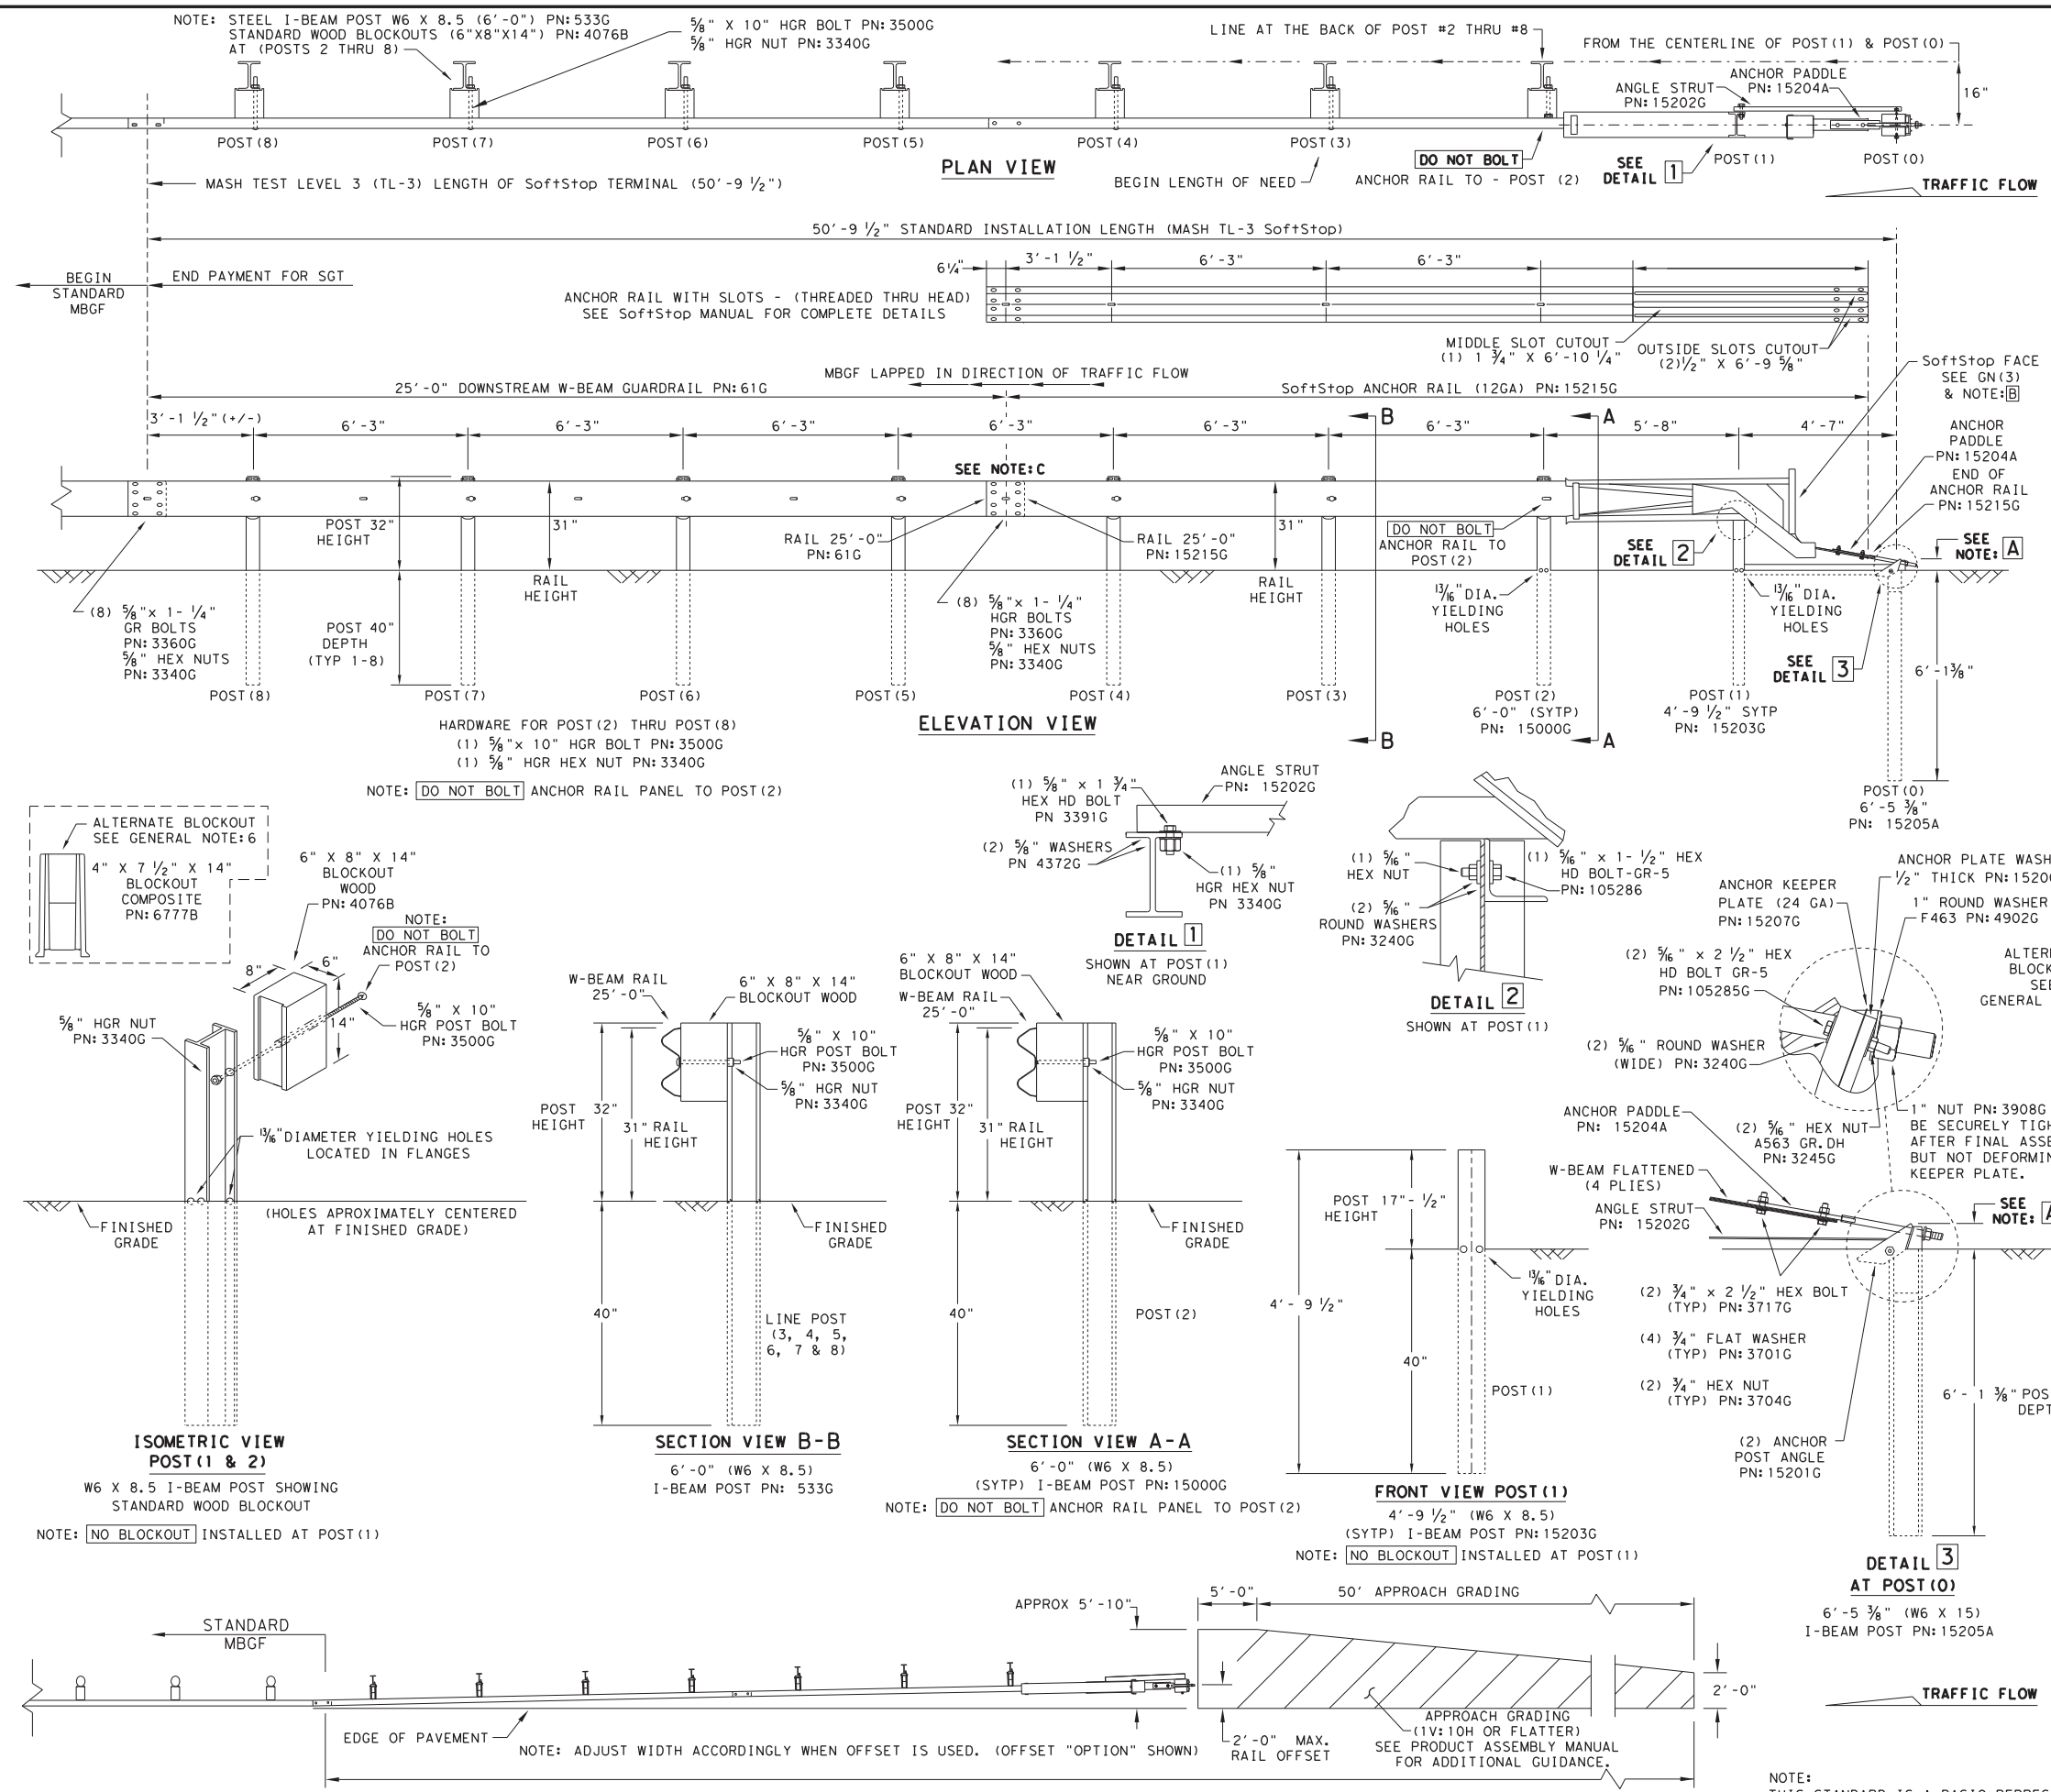 NOTE: STEEL I-BEAM POST W6 X 8.5 (6'-0") PN:533G
STANDARD WOOD BLOCKOUTS (6"X8"X14") PN:4076B
AT (POSTS 2 THRU 8)
5/8" X 10" HGR BOLT PN:3500G
5/8" HGR NUT PN:3340G
LINE AT THE BACK OF POST #2 THRU #8
FROM THE CENTERLINE OF POST(1) & POST(0)
ANGLE STRUT
PN:15202G
ANCHOR PADDLE
PN:15204A
16"
POST(8)
POST(7)
POST(6)
POST(5)
POST(4)
POST(3)
DO NOT BOLT
ANCHOR RAIL TO - POST (2)
SEE
DETAIL 1
POST(1)
POST(0)
PLAN VIEW
BEGIN LENGTH OF NEED
MASH TEST LEVEL 3 (TL-3) LENGTH OF SoftStop TERMINAL (50'-9 1/2")
TRAFFIC FLOW
50'-9 1/2" STANDARD INSTALLATION LENGTH (MASH TL-3 SoftStop)
BEGIN
STANDARD
MBGF
END PAYMENT FOR SGT
6 1/4"
3'-1 1/2"
6'-3"
6'-3"
ANCHOR RAIL WITH SLOTS - (THREADED THRU HEAD)
SEE SoftStop MANUAL FOR COMPLETE DETAILS
MIDDLE SLOT CUTOUT
(1) 1 3/4" X 6'-10 1/4"
OUTSIDE SLOTS CUTOUT
(2)1/2" X 6'-9 5/8"
SoftStop FACE
SEE GN(3)
& NOTE:B
MBGF LAPPED IN DIRECTION OF TRAFFIC FLOW
25'-0" DOWNSTREAM W-BEAM GUARDRAIL PN:61G
SoftStop ANCHOR RAIL (12GA) PN:15215G
3'-1 1/2"(+/-)
6'-3"
6'-3"
6'-3"
6'-3"
6'-3"
6'-3"
5'-8"
4'-7"
B
A
ANCHOR
PADDLE
PN:15204A
END OF
ANCHOR RAIL
PN:15215G
SEE NOTE:C
POST 32"
HEIGHT
31"
RAIL
HEIGHT
RAIL 25'-0"
PN:61G
RAIL 25'-0"
PN:15215G
31"
RAIL
HEIGHT
DO NOT BOLT
ANCHOR RAIL TO
POST(2)
SEE
DETAIL 2
SEE
NOTE: A
(8) 5/8"x 1- 1/4"
GR BOLTS
PN:3360G
5/8" HEX NUTS
PN:3340G
POST 40"
DEPTH
(TYP 1-8)
(8) 5/8"x 1- 1/4"
HGR BOLTS
PN:3360G
5/8" HEX NUTS
PN:3340G
13/16" DIA.
YIELDING
HOLES
13/16" DIA.
YIELDING
HOLES
SEE
DETAIL 3
6'-1 3/8"
POST(8)
POST(7)
POST(6)
POST(5)
POST(4)
POST(3)
POST(2)
6'-0" (SYTP)
PN: 15000G
POST(1)
4'-9 1/2" SYTP
PN: 15203G
B
A
ELEVATION VIEW
HARDWARE FOR POST(2) THRU POST(8)
(1) 5/8"x 10" HGR BOLT PN:3500G
(1) 5/8" HGR HEX NUT PN:3340G
NOTE: DO NOT BOLT ANCHOR RAIL PANEL TO POST(2)
POST(0)
6'-5 3/8"
PN: 15205A
ALTERNATE BLOCKOUT
SEE GENERAL NOTE:6
4" X 7 1/2" X 14"
BLOCKOUT
COMPOSITE
PN:6777B
6" X 8" X 14"
BLOCKOUT
WOOD
PN:4076B
NOTE:
DO NOT BOLT
ANCHOR RAIL TO
POST(2)
8"
6"
14"
5/8" X 10"
HGR POST BOLT
PN:3500G
5/8" HGR NUT
PN:3340G
13/16"DIAMETER YIELDING HOLES
LOCATED IN FLANGES
(HOLES APROXIMATELY CENTERED
AT FINISHED GRADE)
FINISHED
GRADE
ISOMETRIC VIEW
POST(1 & 2)
W6 X 8.5 I-BEAM POST SHOWING
STANDARD WOOD BLOCKOUT
NOTE: NO BLOCKOUT INSTALLED AT POST(1)
(1) 5/8" x 1 3/4"
HEX HD BOLT
PN 3391G
ANGLE STRUT
PN: 15202G
(2) 5/8" WASHERS
PN 4372G
(1) 5/8"
HGR HEX NUT
PN 3340G
DETAIL 1
SHOWN AT POST(1)
NEAR GROUND
(1) 5/16"
HEX NUT
(1) 5/16" x 1- 1/2" HEX
HD BOLT-GR-5
PN:105286
(2) 5/16"
ROUND WASHERS
PN:3240G
DETAIL 2
SHOWN AT POST(1)
W-BEAM RAIL
25'-0"
6" X 8" X 14"
BLOCKOUT WOOD
5/8" X 10"
HGR POST BOLT
PN:3500G
5/8" HGR NUT
PN:3340G
POST 32"
HEIGHT
31" RAIL
HEIGHT
FINISHED
GRADE
40"
LINE POST
(3, 4, 5,
6, 7 & 8)
SECTION VIEW B-B
6'-0" (W6 X 8.5)
I-BEAM POST PN: 533G
6" X 8" X 14"
BLOCKOUT WOOD
W-BEAM RAIL
25'-0"
5/8" X 10"
HGR POST BOLT
PN:3500G
5/8" HGR NUT
PN:3340G
POST 32"
HEIGHT
31" RAIL
HEIGHT
FINISHED
GRADE
40"
POST(2)
SECTION VIEW A-A
6'-0" (W6 X 8.5)
(SYTP) I-BEAM POST PN:15000G
NOTE: DO NOT BOLT ANCHOR RAIL PANEL TO POST(2)
POST 17"- 1/2"
HEIGHT
4'- 9 1/2"
13/16" DIA.
YIELDING
HOLES
40"
POST(1)
FRONT VIEW POST(1)
4'-9 1/2" (W6 X 8.5)
(SYTP) I-BEAM POST PN:15203G
NOTE: NO BLOCKOUT INSTALLED AT POST(1)
ANCHOR PLATE
1/2" THICK
ANCHOR KEEPER
PLATE (24 GA)
PN:15207G
1" ROUND WASHER
F463 PN:4902G
(2) 5/16" x 2 1/2" HEX
HD BOLT GR-5
PN:105285G
SEE
GENERAL
(2) 5/16" ROUND WASHER
(WIDE) PN:3240G
ANCHOR PADDLE
PN: 15204A
(2) 5/16" HEX NUT
A563 GR.DH
PN:3245G
1" NUT PN:3908G
BE SECURELY
AFTER FINAL
BUT NOT
KEEPER PLATE.
W-BEAM FLATTENED
(4 PLIES)
ANGLE STRUT
PN: 15202G
SEE
NOTE:
(2) 3/4" x 2 1/2" HEX BOLT
(TYP) PN:3717G
(4) 3/4" FLAT WASHER
(TYP) PN:3701G
(2) 3/4" HEX NUT
(TYP) PN:3704G
6'- 1 3/8"
(2) ANCHOR
POST ANGLE
PN:15201G
DETAIL 3
AT POST(0)
6'-5 3/8" (W6 X 15)
I-BEAM POST PN:15205A
STANDARD
MBGF
APPROX 5'-10"
5'-0"
50' APPROACH GRADING
2'-0"
TRAFFIC FLOW
EDGE OF PAVEMENT
NOTE: ADJUST WIDTH ACCORDINGLY WHEN OFFSET IS USED. (OFFSET "OPTION" SHOWN)
2'-0" MAX.
RAIL OFFSET
APPROACH GRADING
(1V:10H OR FLATTER)
SEE PRODUCT ASSEMBLY MANUAL
FOR ADDITIONAL GUIDANCE.
NOTE: